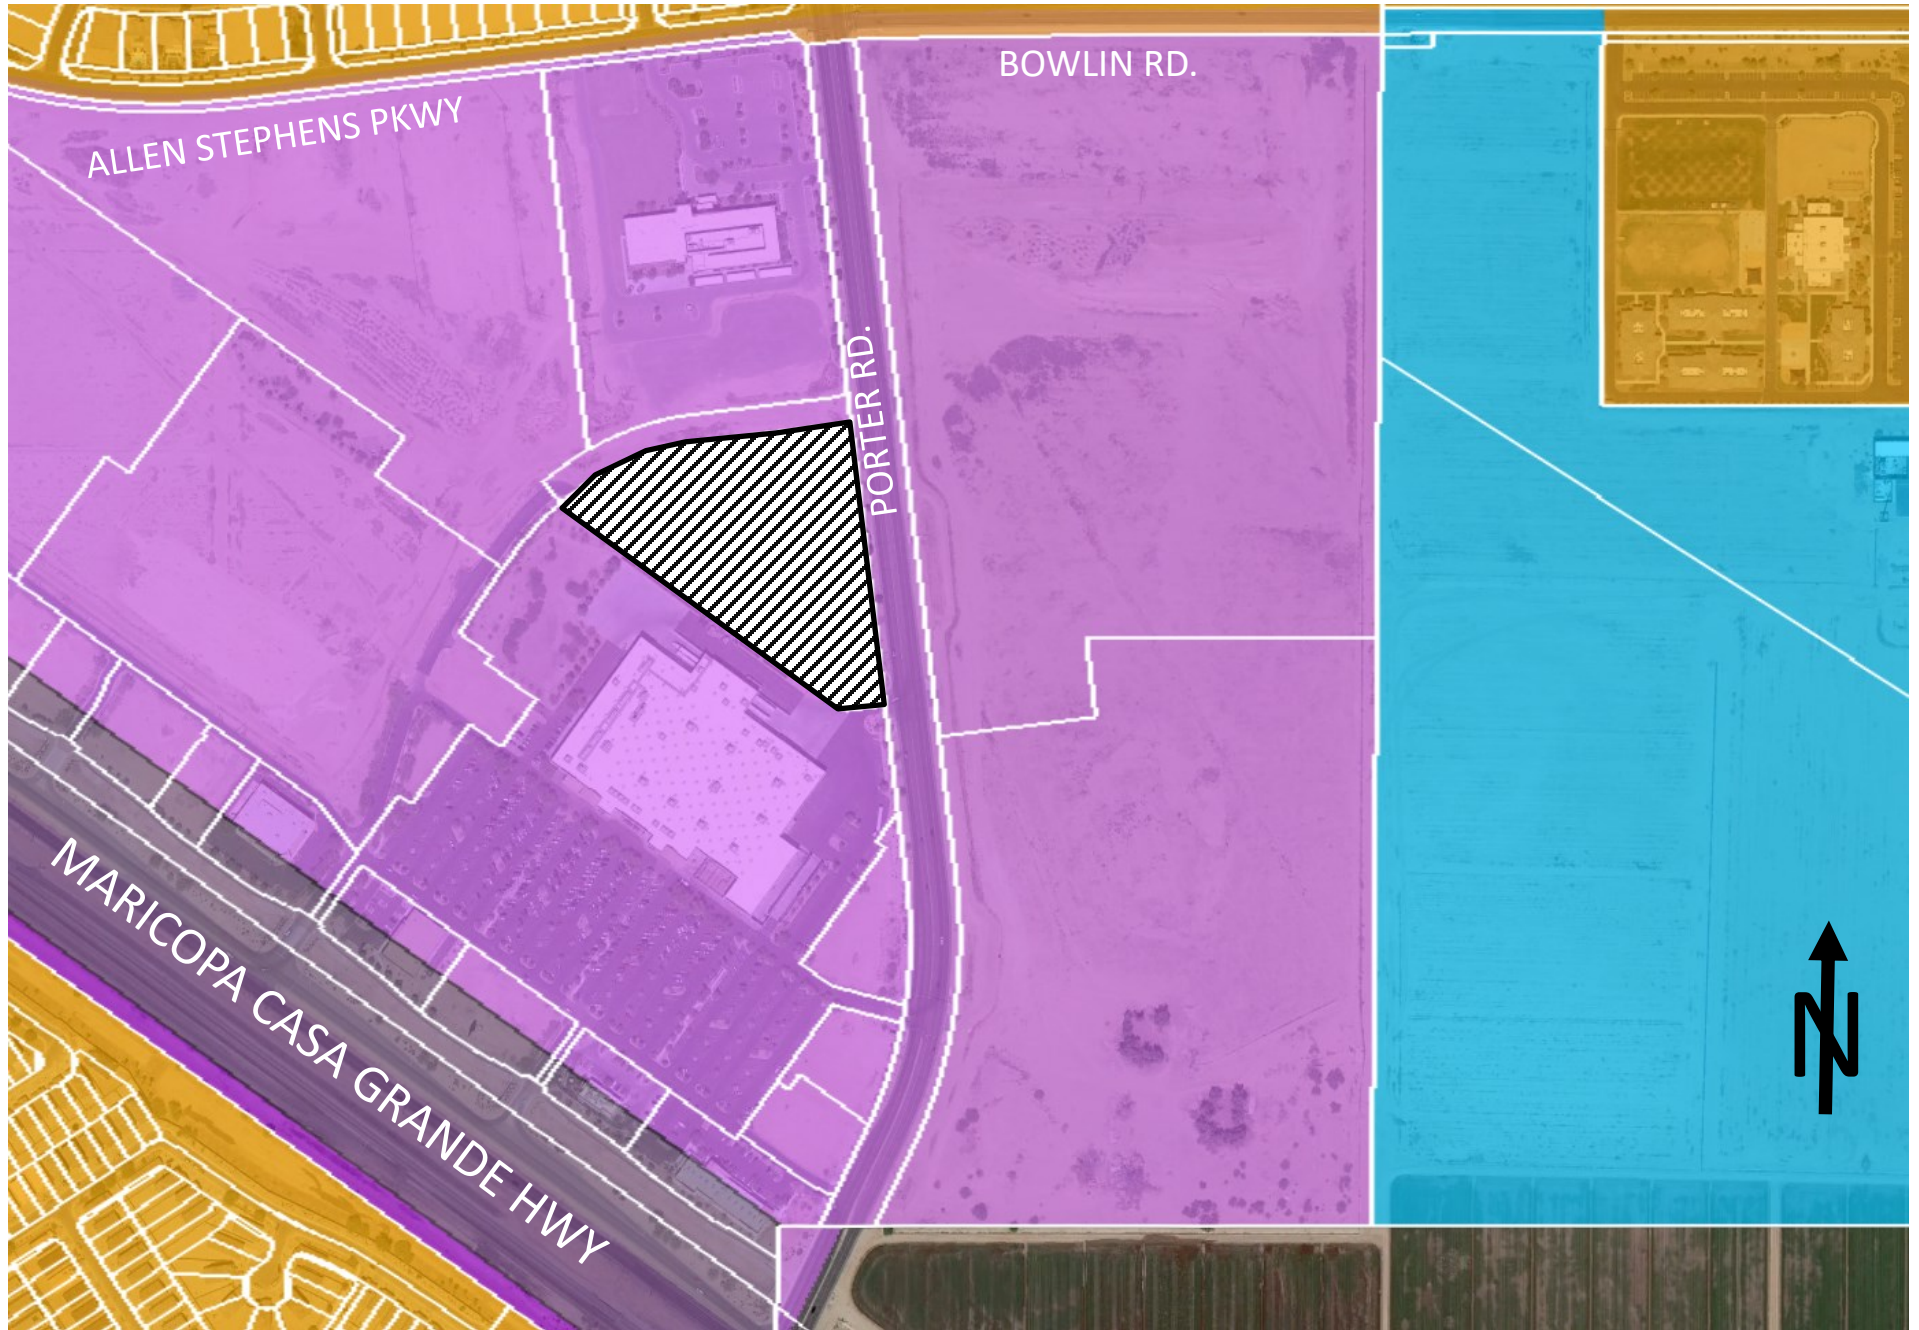 BOWLIN RD.
ALLEN STEPHENS PKWY
PORTER RD.
MARICOPA CASA GRANDE HWY
N